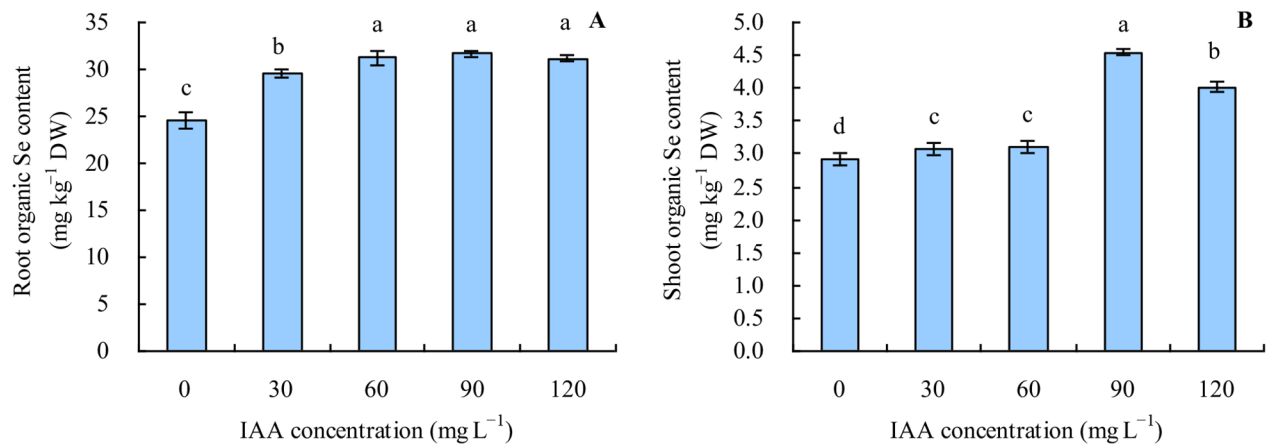 A
Root organic Se content
(mg kg⁻¹ DW)
35
30
25
20
15
10
5
0
c
b
a
a
a
0 30 60 90 120
IAA concentration (mg L⁻¹)
B
Shoot organic Se content
(mg kg⁻¹ DW)
5.0
4.5
4.0
3.5
3.0
2.5
2.0
1.5
1.0
0.5
0.0
d
c
c
a
b
0 30 60 90 120
IAA concentration (mg L⁻¹)